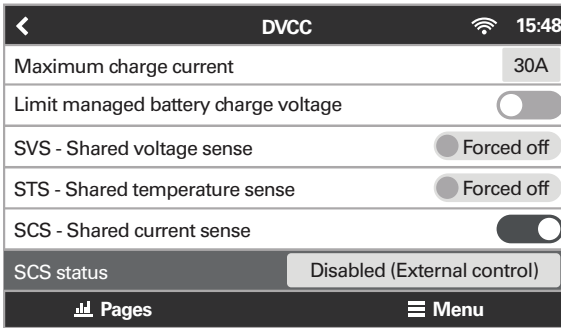 DVCC 15:48
Maximum charge current 30A
Limit managed battery charge voltage
SVS - Shared voltage sense Forced off
STS - Shared temperature sense Forced off
SCS - Shared current sense
SCS status Disabled (External control)
Pages Menu